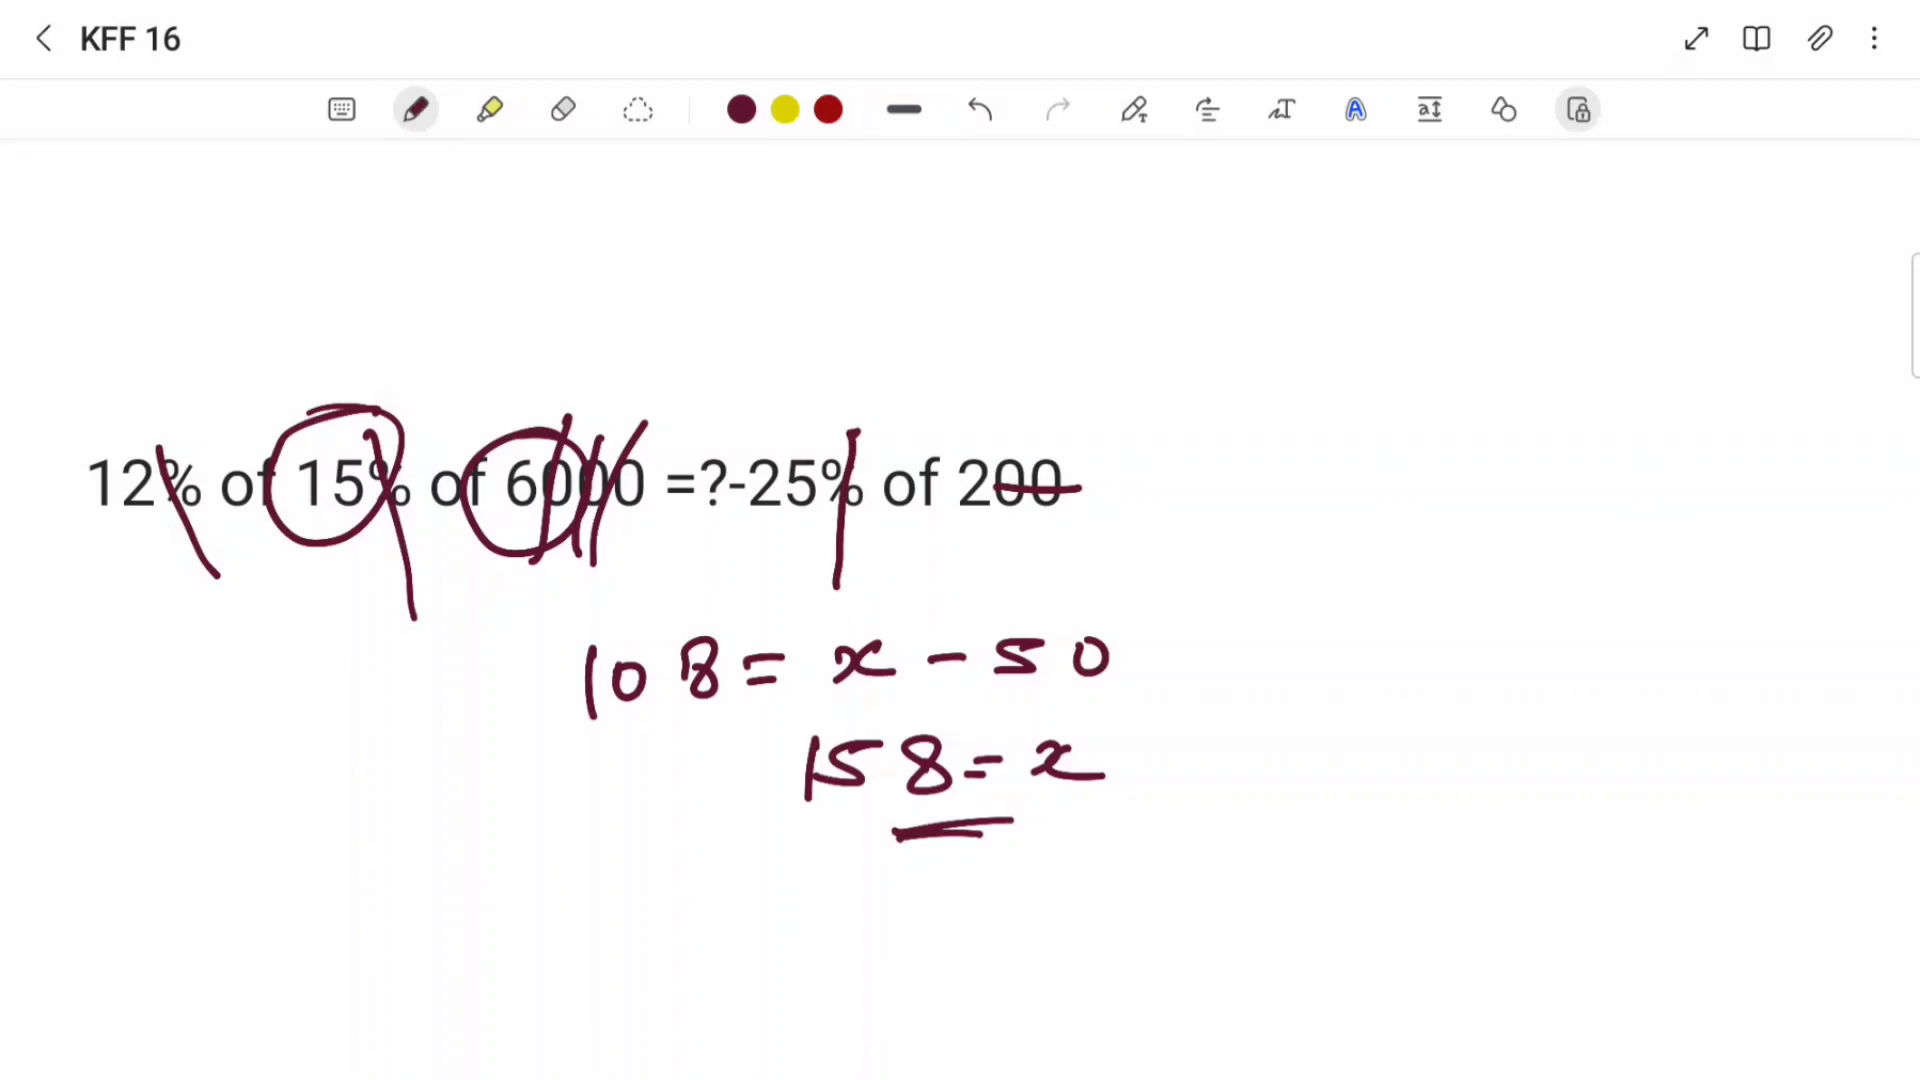 KFF 16
12% of 15% of 6000 =?-25% of 200
108 = x - 50
158 = x